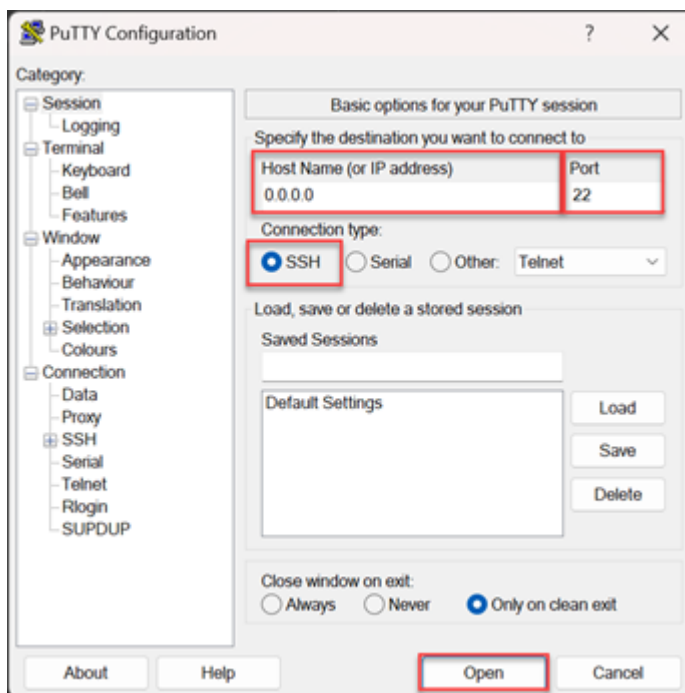 PuTTY Configuration
?
Category:
Session
Logging
Terminal
Keyboard
Bell
Features
Window
Appearance
Behaviour
Translation
Selection
Colours
Connection
Data
Proxy
SSH
Serial
Telnet
Rlogin
SUPDUP
Basic options for your PuTTY session
Specify the destination you want to connect to
Host Name (or IP address) Port
0.0.0.0 22
Connection type:
SSH Serial Other: Telnet
Load, save or delete a stored session
Saved Sessions
Default Settings
Load
Save
Delete
Close window on exit:
Always Never Only on clean exit
About Help Open Cancel